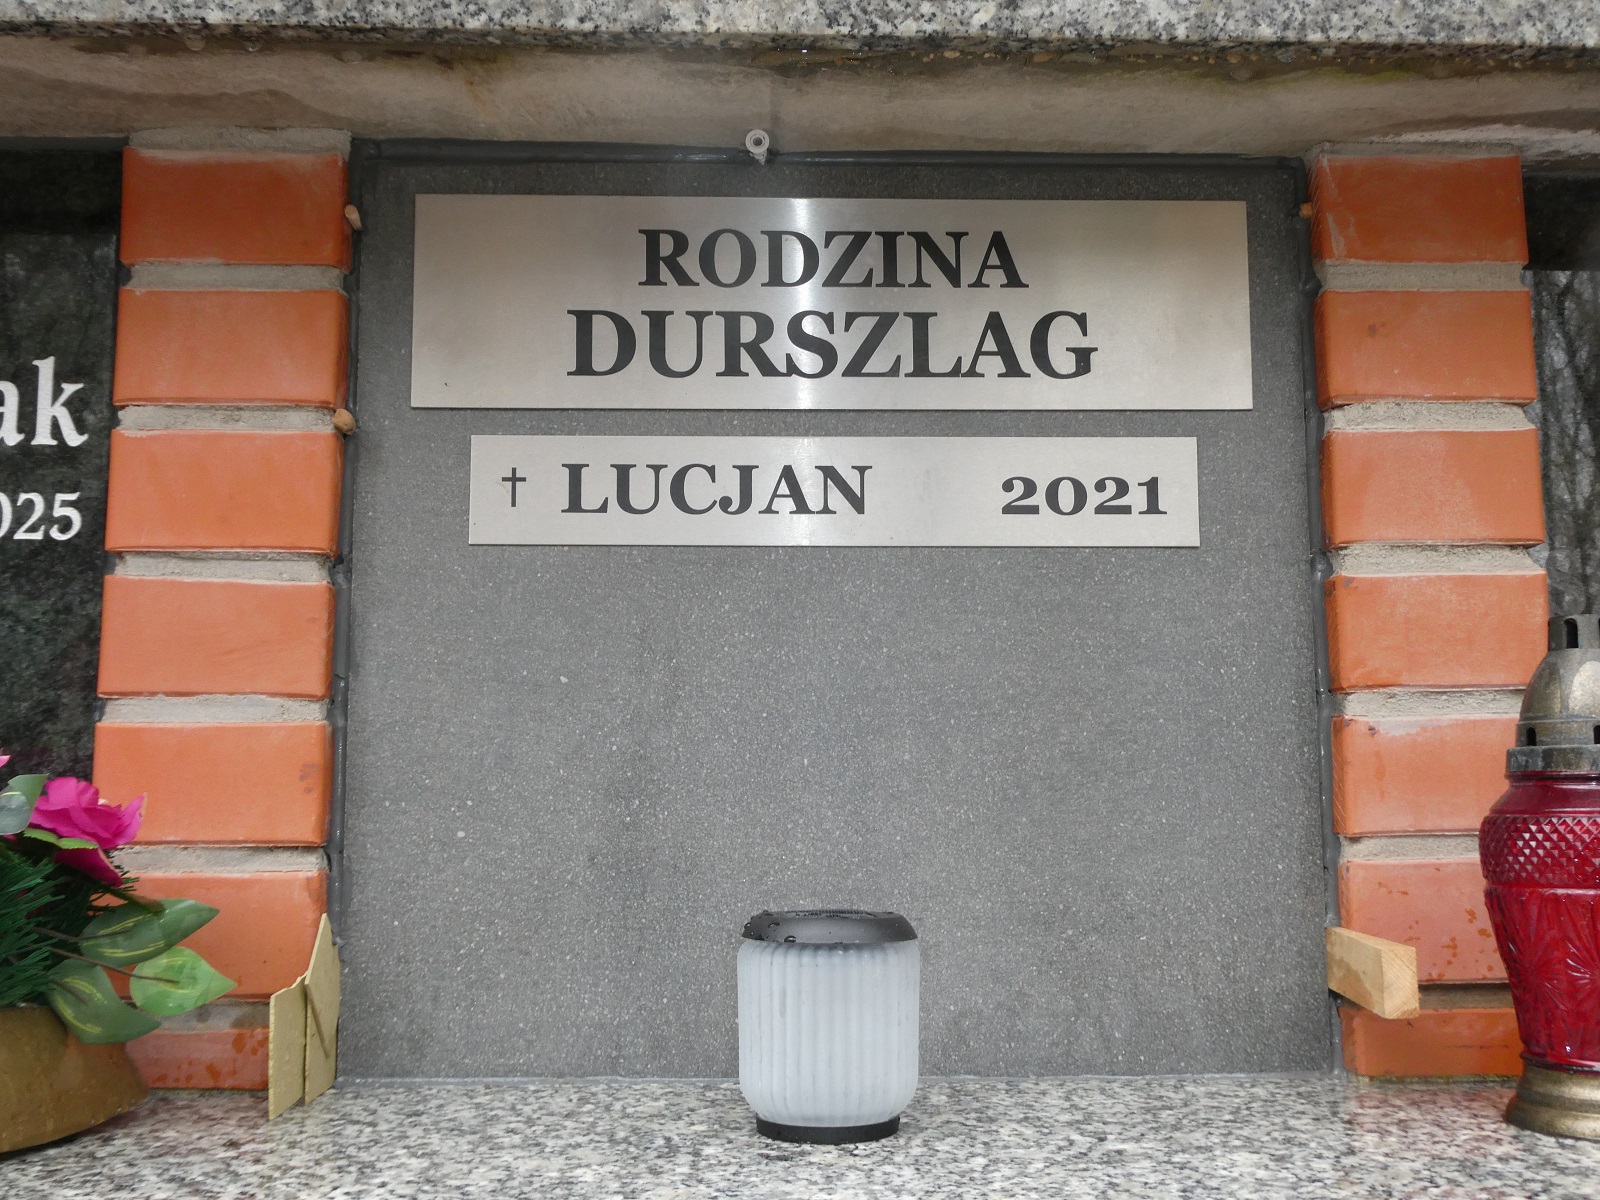 RODZINA
DURSZLAG
† LUCJAN 2021
ak
025